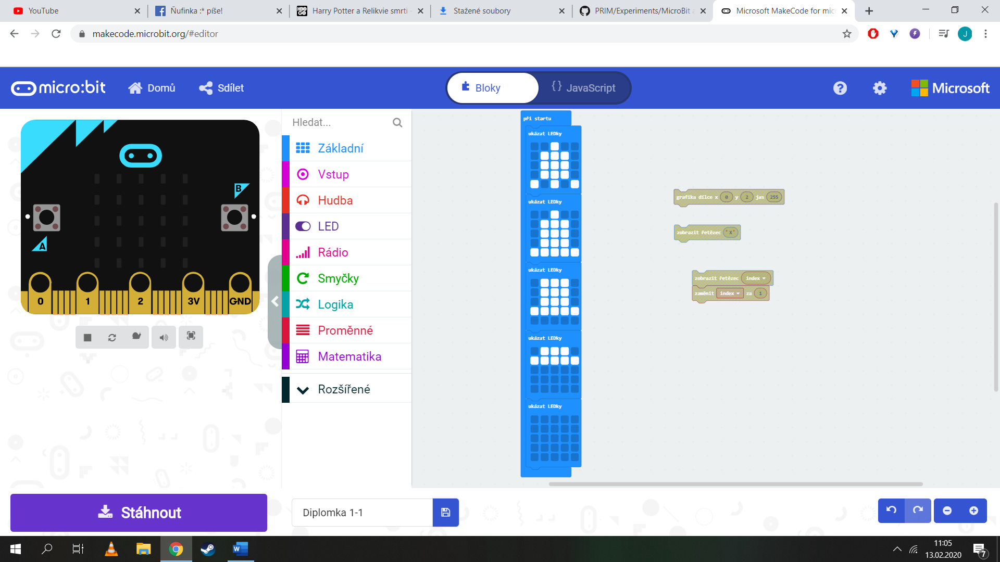 YouTube
Ňufinka :* píše!
Harry Potter a Relikvie smrti
Stažené soubory
PRIM/Experiments/MicroBit
Microsoft MakeCode for mic
makecode.microbit.org/#editor
J
micro:bit
Domů
Sdílet
Bloky
{} JavaScript
Microsoft
Hledat...
Základní
Vstup
Hudba
LED
Rádio
Smyčky
Logika
Proměnné
Matematika
Rozšířené
B
A
0 1 2 3V GND
při startu
ukázat LEDky
ukázat LEDky
ukázat LEDky
ukázat LEDky
ukázat LEDky
grafika dílce x 0 y 2 jas 255
zobrazit řetězec "X"
zobrazit řetězec index
zaměnit index za 1
Stáhnout
Diplomka 1-1
11:05
13.02.2020
7